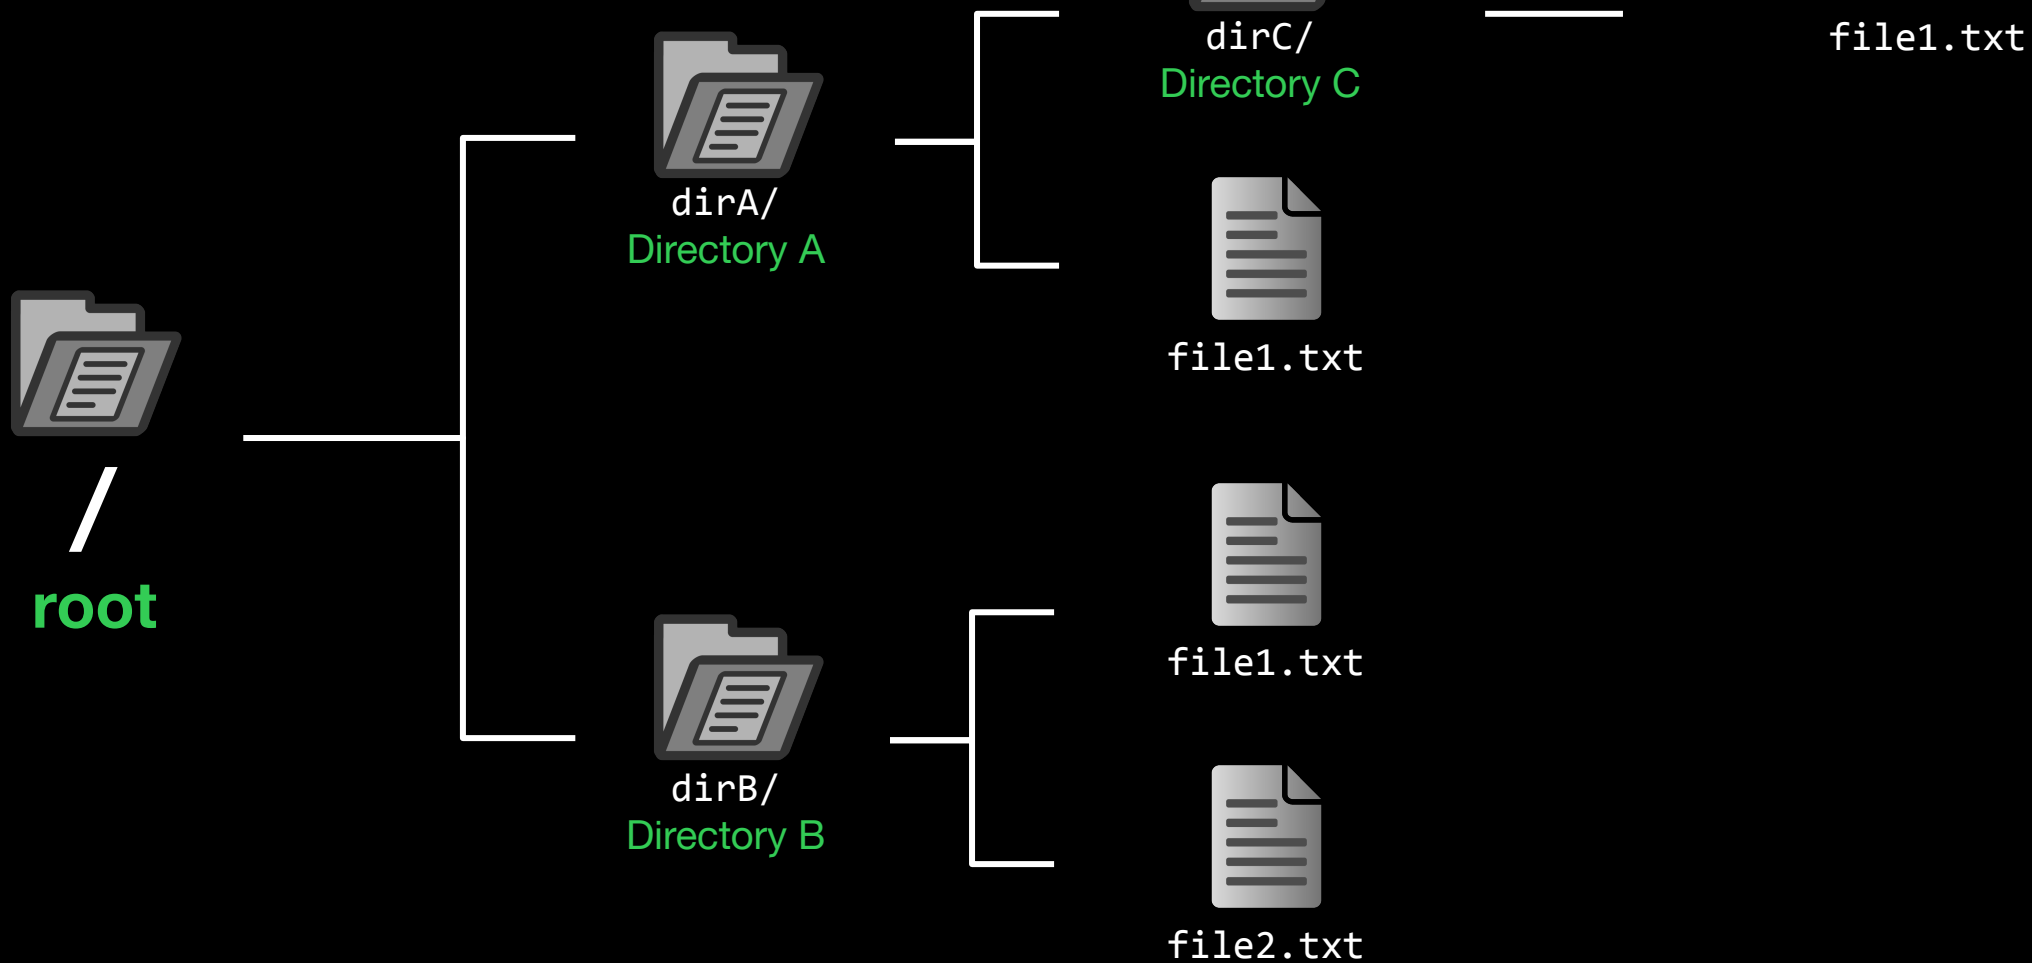 dirC/
Directory C
file1.txt
dirA/
Directory A
file1.txt
/
root
file1.txt
dirB/
Directory B
file2.txt